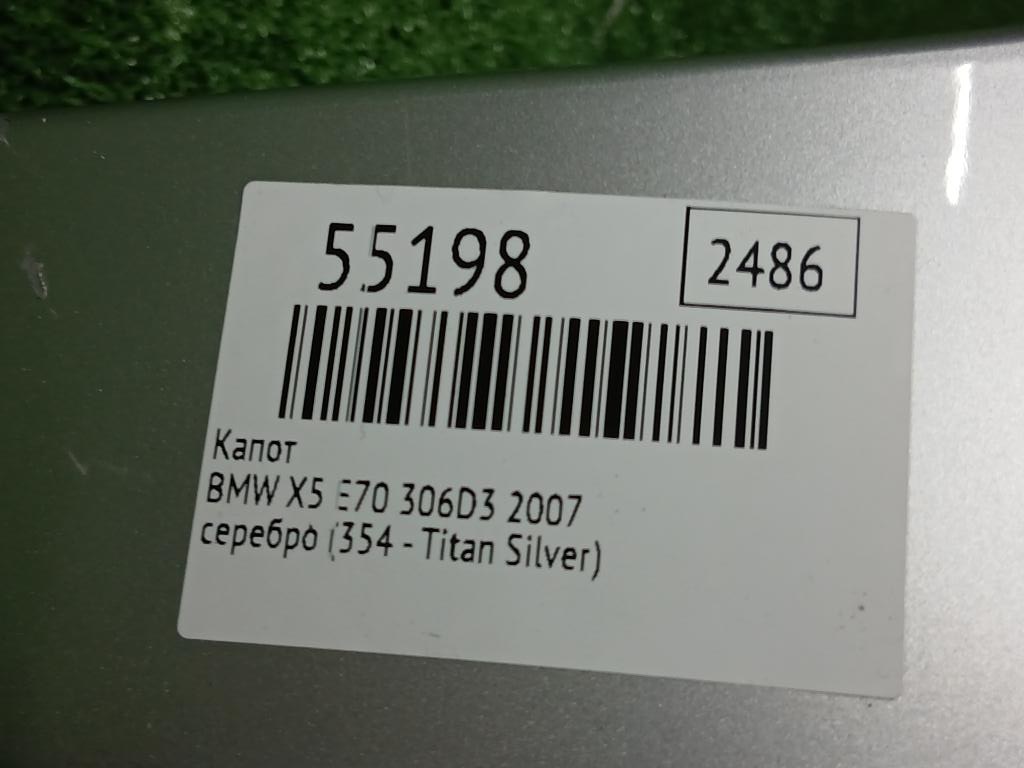 55198
2486
Капот
BMW X5 E70 306D3 2007
серебро (354 - Titan Silver)